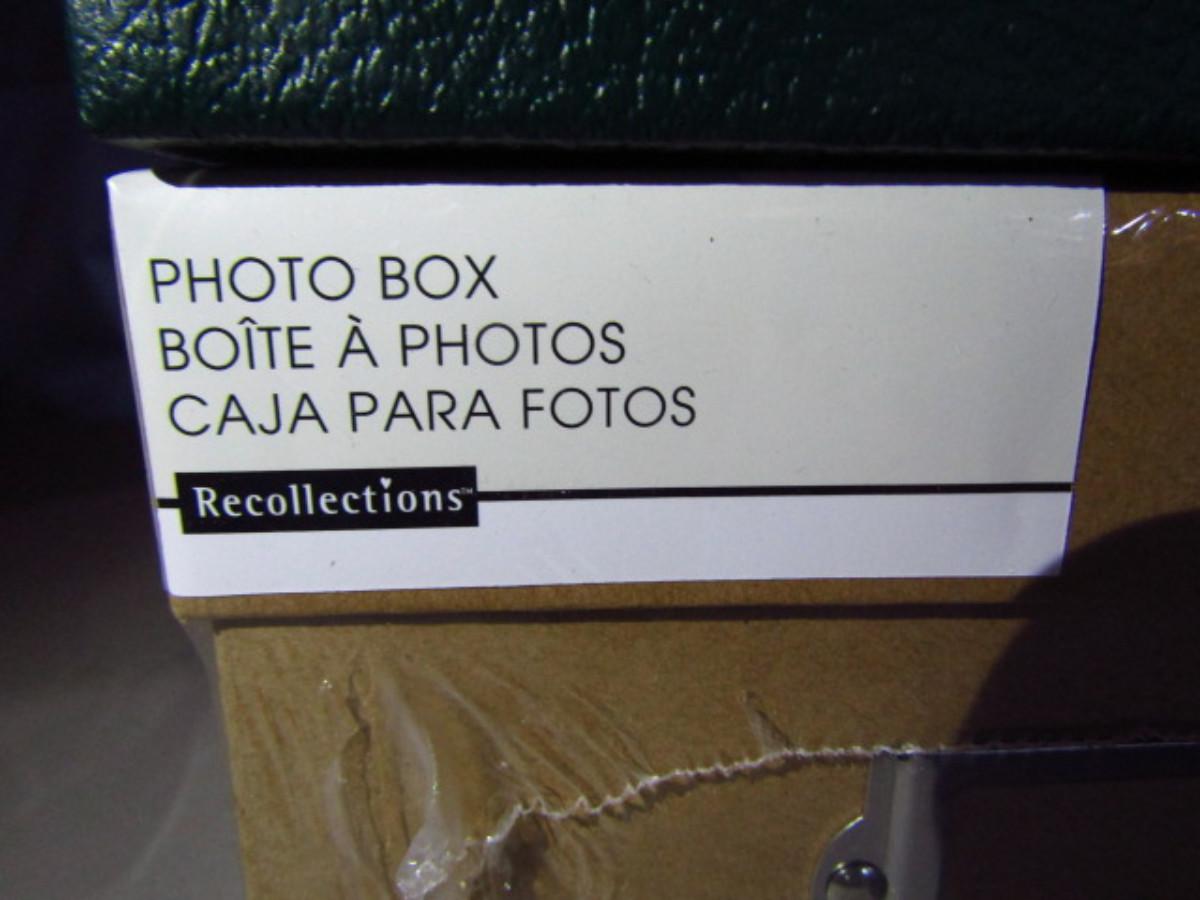 PHOTO BOX
BOÎTE À PHOTOS
CAJA PARA FOTOS
Recollections™